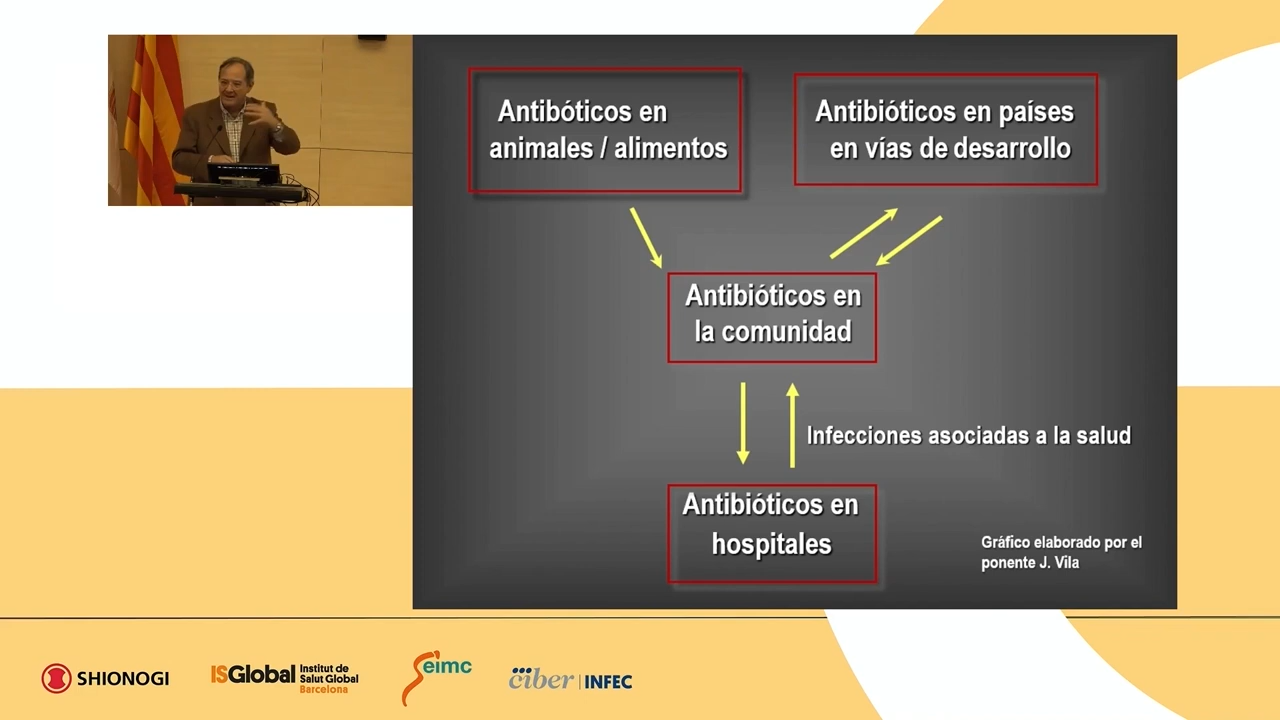 Antibóticos en
animales / alimentos
Antibióticos en países
en vías de desarrollo
Antibióticos en
la comunidad
Infecciones asociadas a la salud
Antibióticos en
hospitales
Gráfico elaborado por el
ponente J. Vila
SHIONOGI
ISGlobal Institut de
Salut Global
Barcelona
Seimc
ciber | INFEC